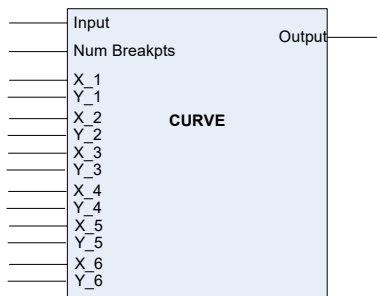 Input
Output
Num Breakpts
X_1
Y_1
X_2
CURVE
Y_2
X_3
Y_3
X_4
Y_4
X_5
Y_5
X_6
Y_6